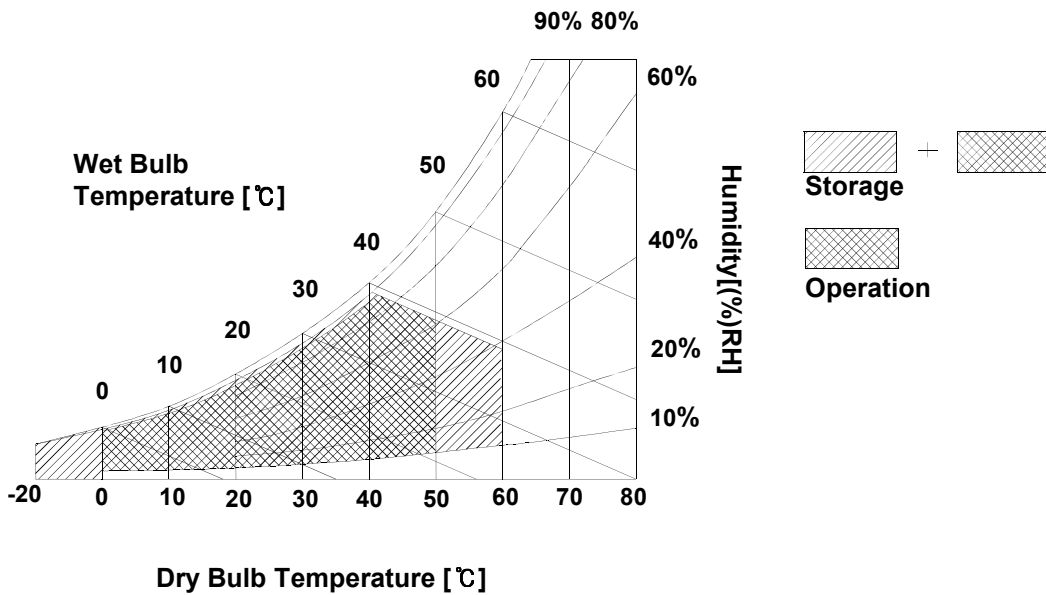 90% 80%
60
60%
Wet Bulb
Temperature [℃]
50
Storage
40
40%
Humidity[(%)RH]
30
Operation
20
20%
10
10%
0
-20 0 10 20 30 40 50 60 70 80
Dry Bulb Temperature [℃]